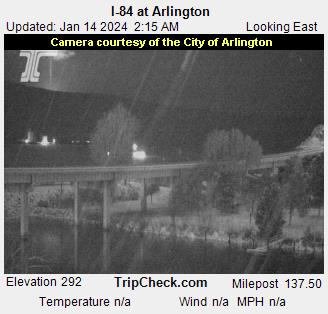 I-84 at Arlington
Updated: Jan 14 2024 2:15 AM Looking East
Camera courtesy of the City of Arlington
Elevation 292 TripCheck.com Milepost 137.50
Temperature n/a Wind n/a MPH n/a